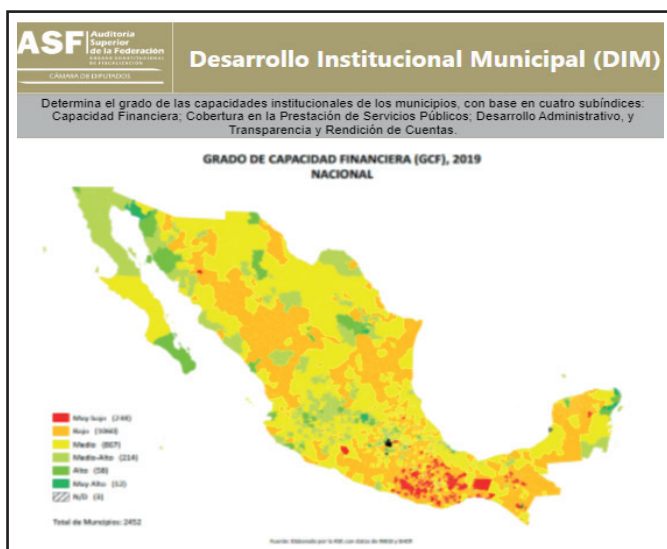 ASF
Auditoría
Superior
de la Federación
CÁMARA DE DIPUTADOS
Desarrollo Institucional Municipal (DIM)
Determina el grado de las capacidades institucionales de los municipios, con base en cuatro subíndices:
Capacidad Financiera; Cobertura en la Prestación de Servicios Públicos; Desarrollo Administrativo, y
Transparencia y Rendición de Cuentas.
GRADO DE CAPACIDAD FINANCIERA (GCF), 2019
NACIONAL
Muy bajo
Bajo (1060)
Medio (867)
Medio-Alto (214)
Alto (58)
Muy Alto
N/D (3)
Total de Municipios: 2452